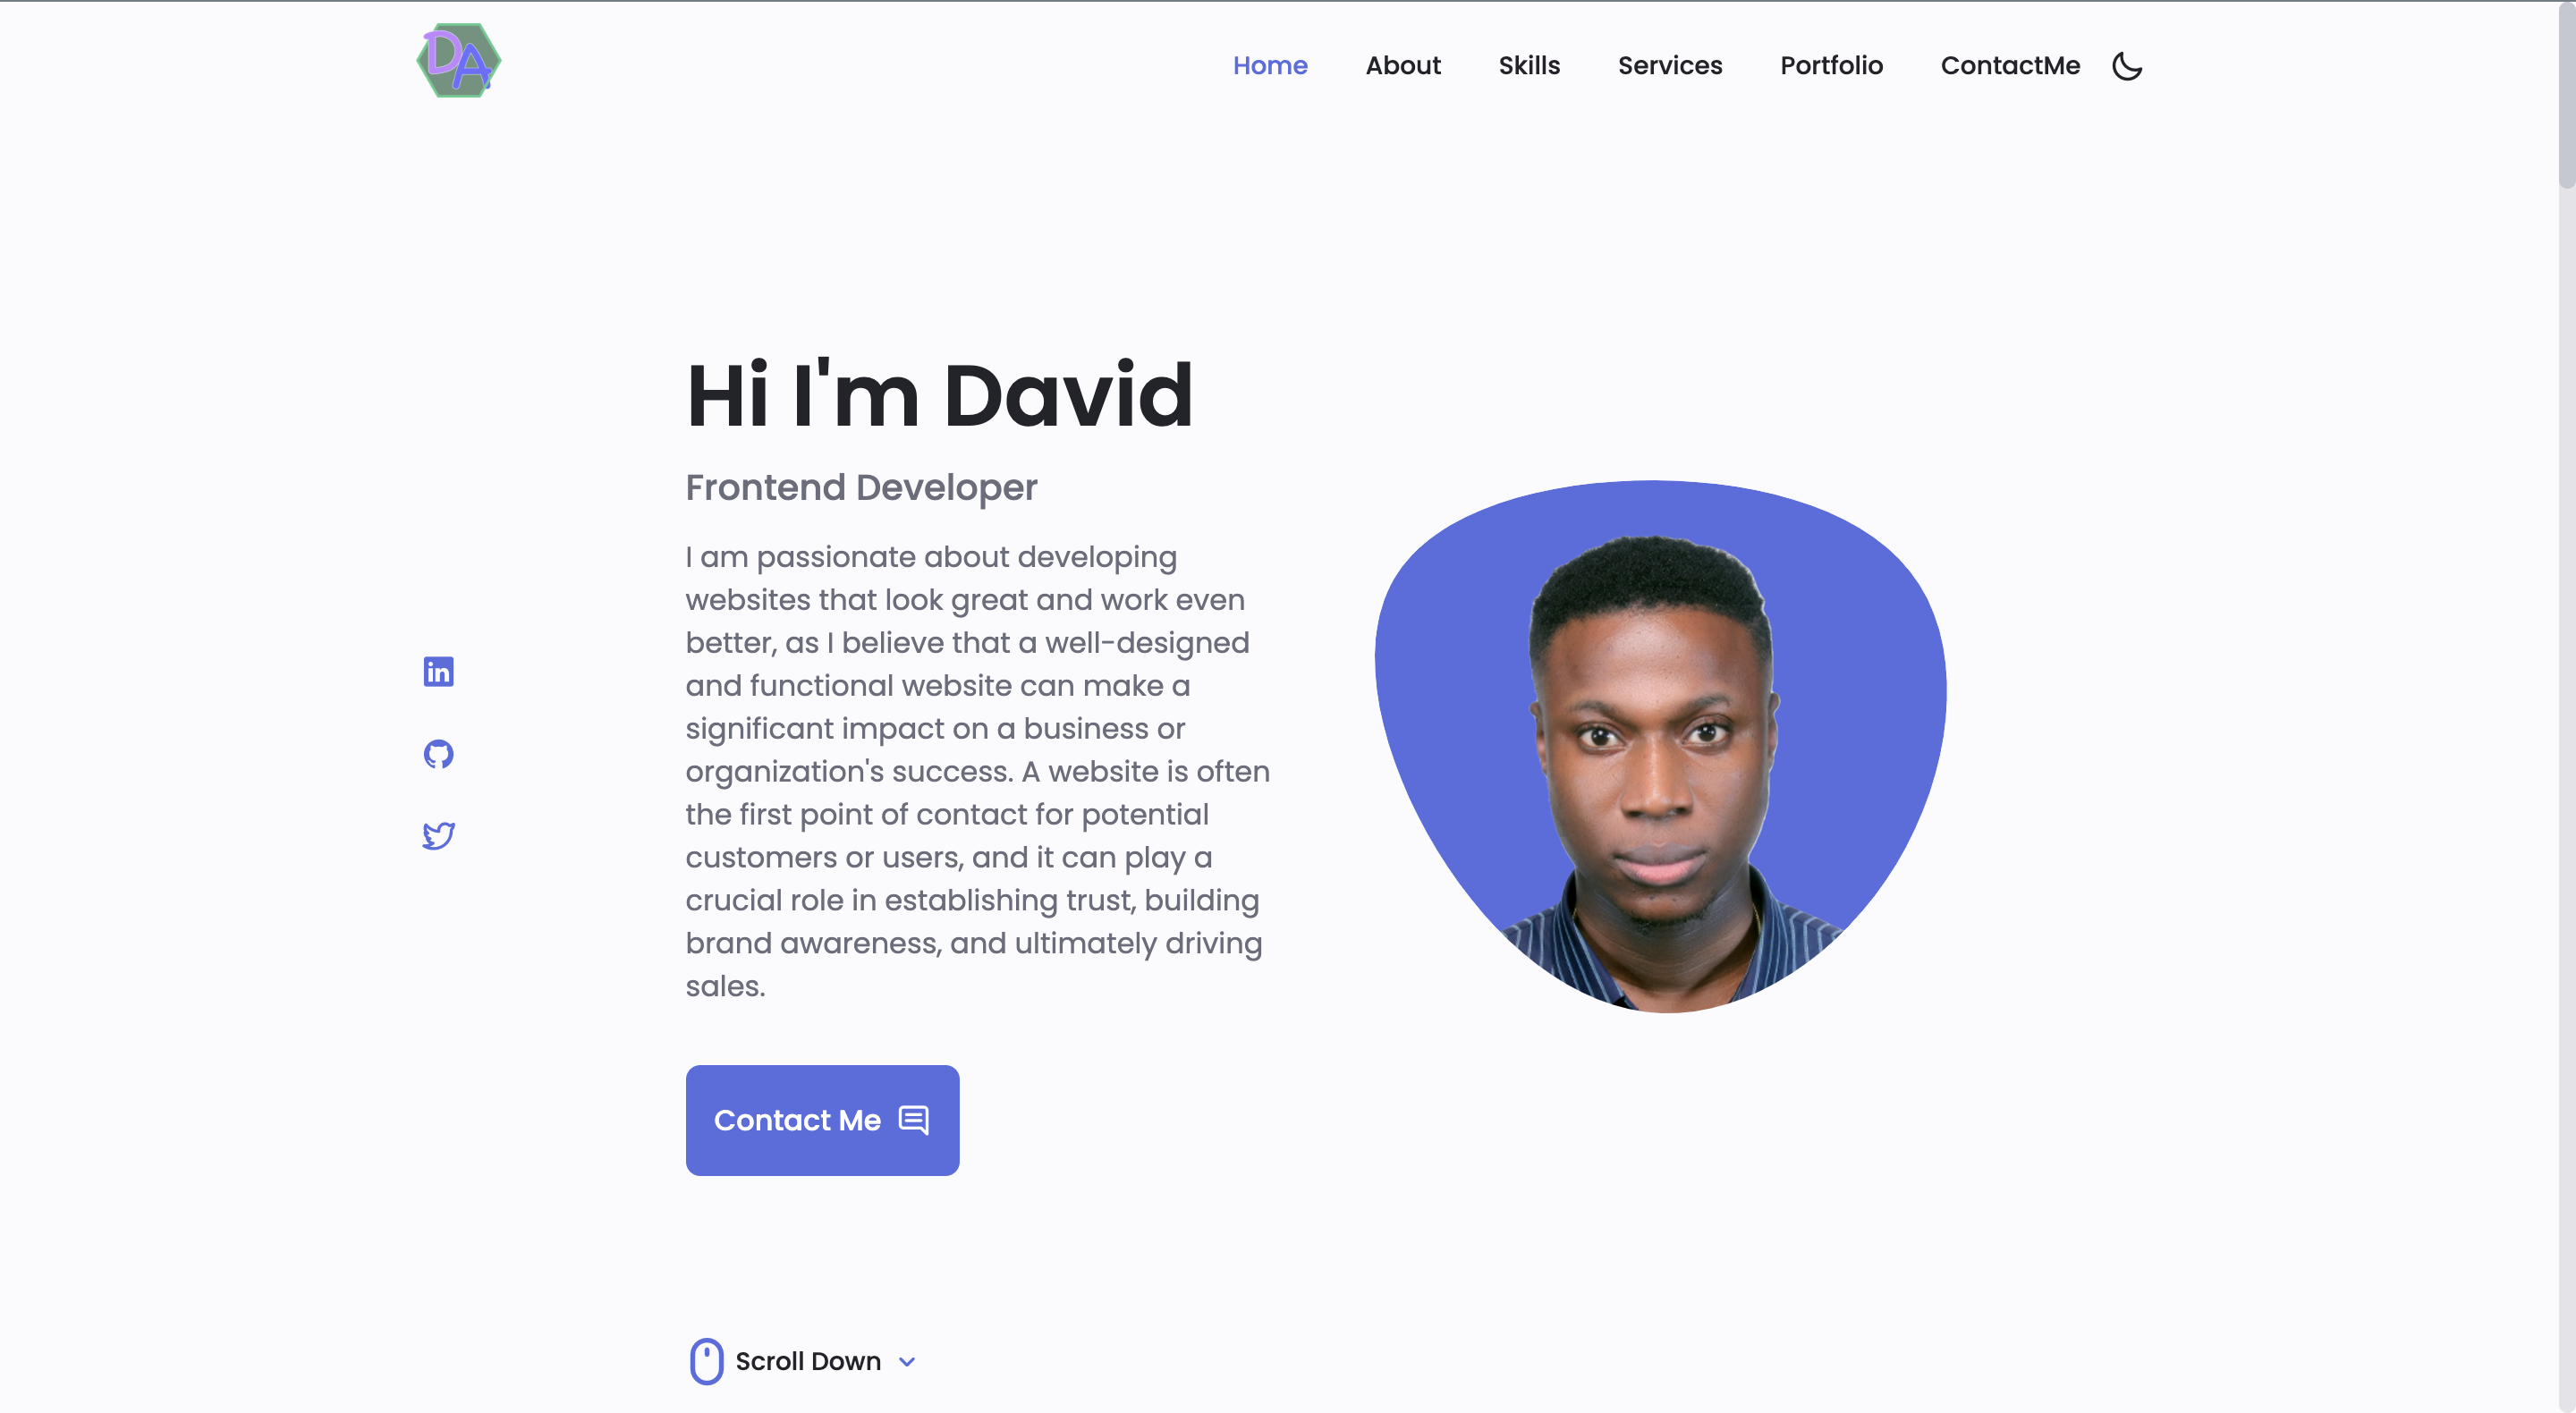 DA
Home About Skills Services Portfolio ContactMe
Hi I'm David
Frontend Developer
I am passionate about developing
websites that look great and work even
better, as I believe that a well-designed
and functional website can make a
significant impact on a business or
organization's success. A website is often
the first point of contact for potential
customers or users, and it can play a
crucial role in establishing trust, building
brand awareness, and ultimately driving
sales.
in
Contact Me
Scroll Down